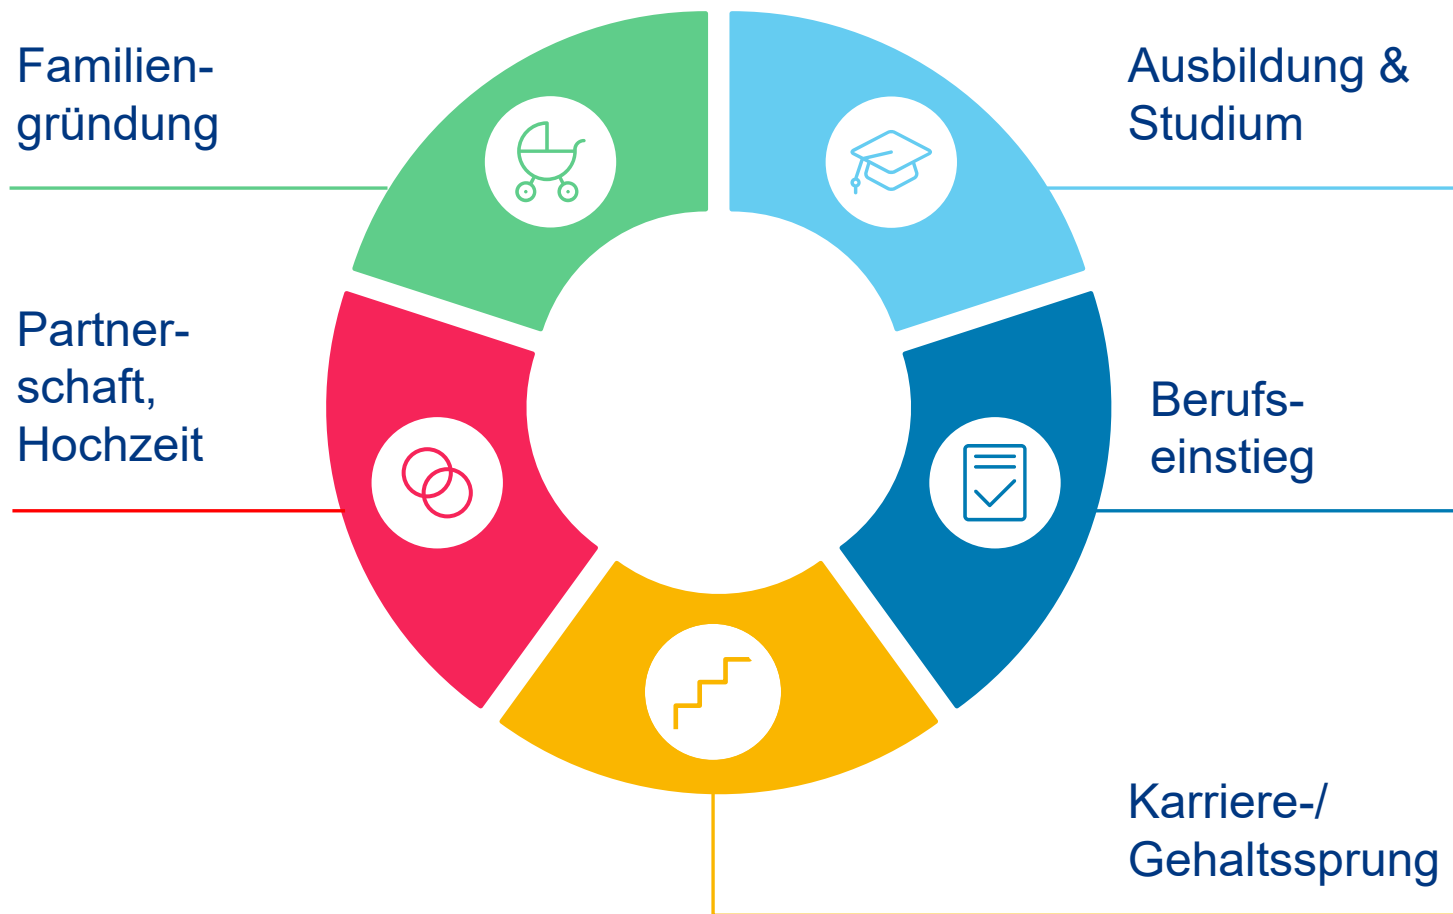 Familien-
gründung
Ausbildung &
Studium
Partner-
schaft,
Hochzeit
Berufs-
einstieg
Karriere-/
Gehaltssprung